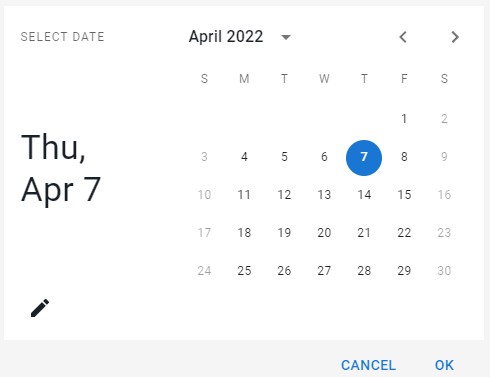 SELECT DATE
Thu,
Apr 7
April 2022
S M T W T F S
1 2
3 4 5 6 7 8 9
10 11 12 13 14 15 16
17 18 19 20 21 22 23
24 25 26 27 28 29 30
CANCEL OK